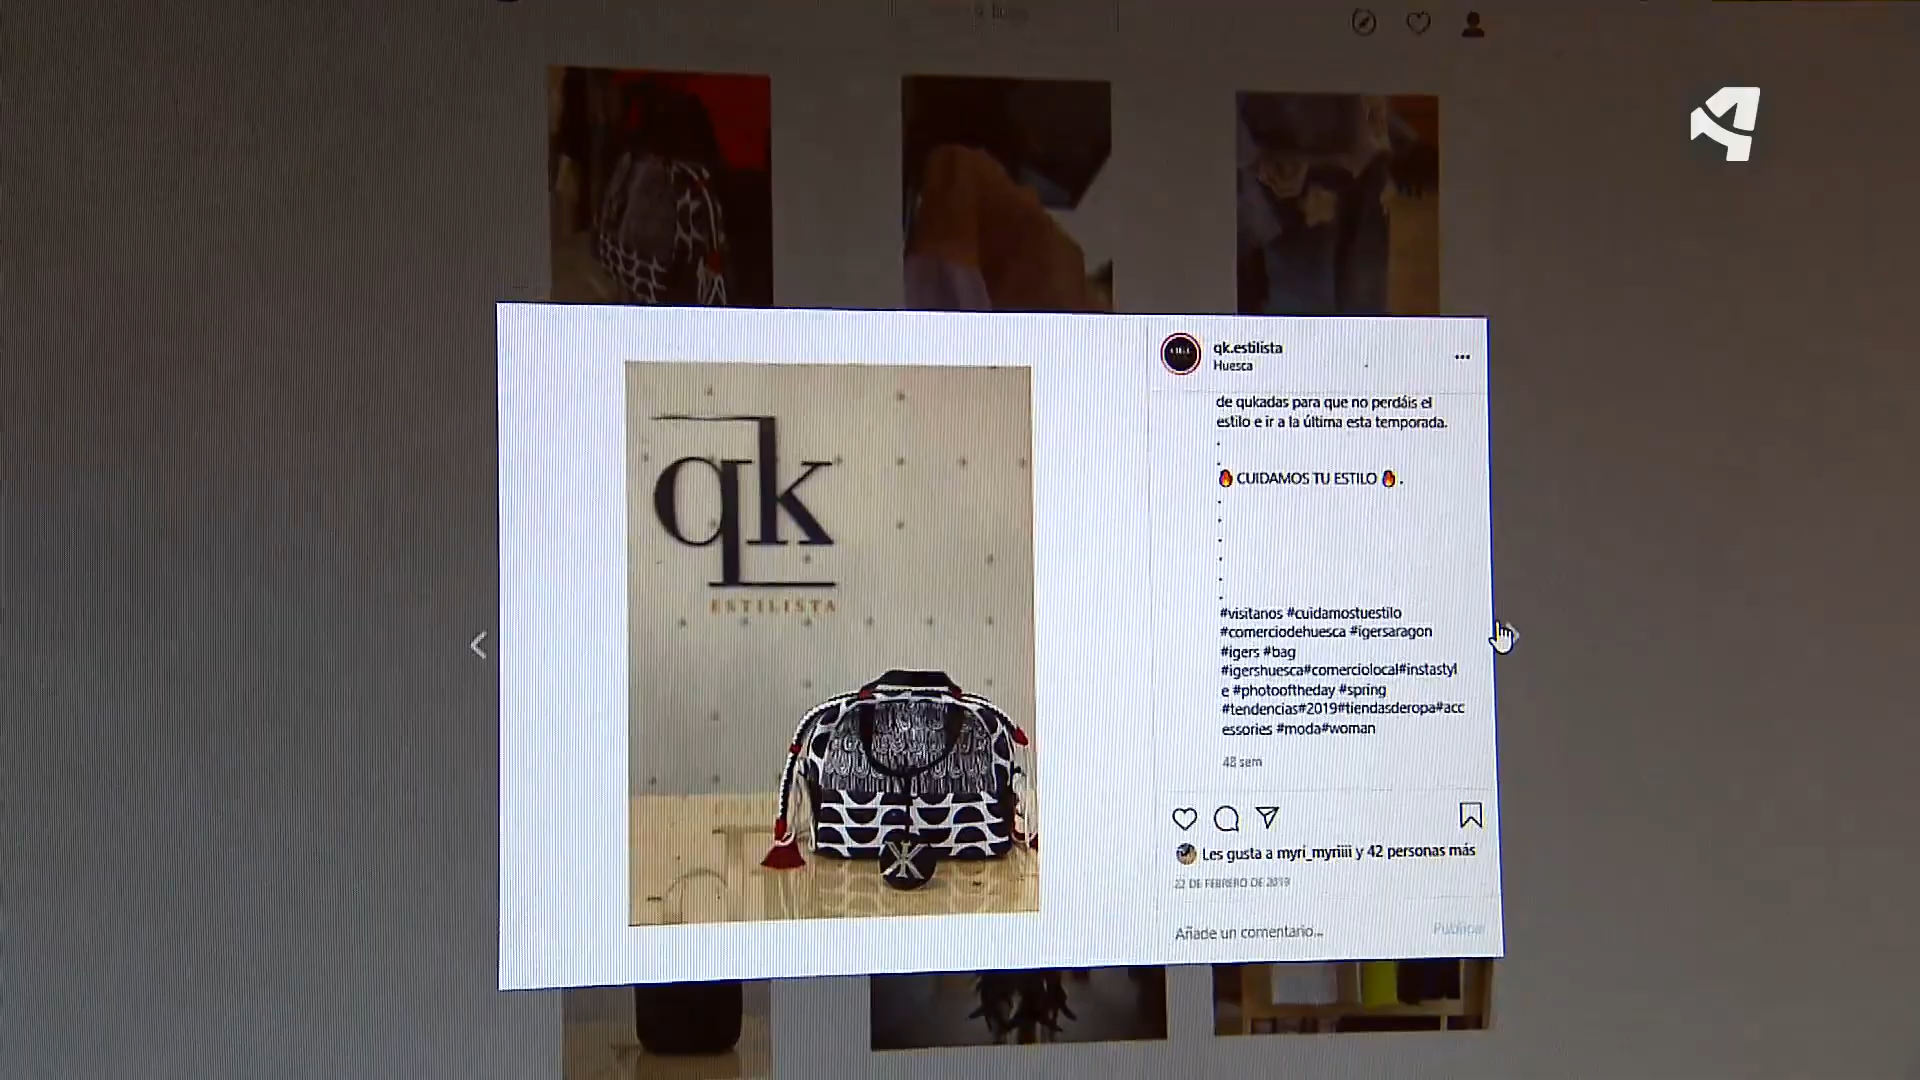 qk
ESTILISTA
qk.estilista
Huesca
de qukadas para que no perdáis el
estilo e ir a la última esta temporada.
.
.
🔥 CUIDAMOS TU ESTILO 🔥 .
.
.
.
.
.
.
#visitanos #cuidamostuestilo
#comerciodehuesca #igersaragon
#igers #bag
#igershuesca#comerciolocal#instastyl
e #photooftheday #spring
#tendencias#2019#tiendasderopa#acc
essories #moda#woman
48 sem
Les gusta a myri_myriiii y 42 personas más
22 DE FEBRERO DE 2019
Añade un comentario...
Publicar